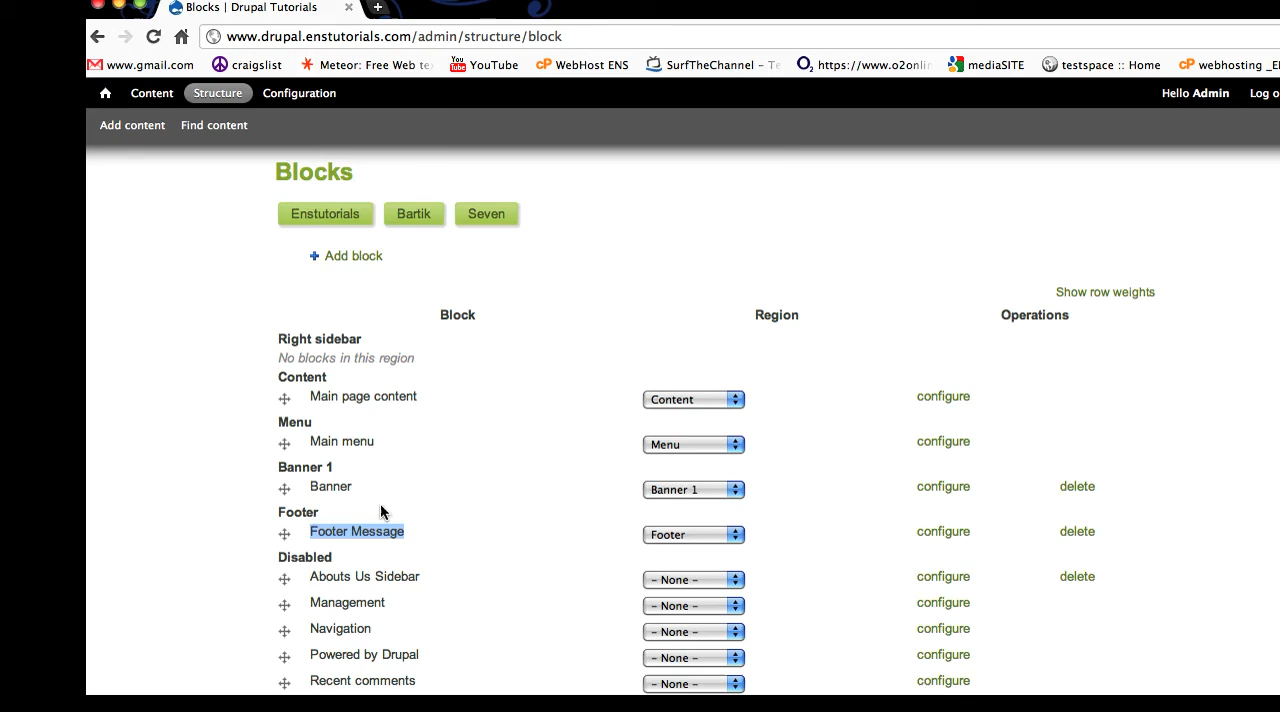 Blocks | Drupal Tutorials
www.drupal.enstutorials.com/admin/structure/block
www.gmail.com craigslist Meteor: Free Web te YouTube WebHost ENS SurfTheChannel – Te https://www.o2onli mediaSITE testspace :: Home webhosting _E
Content Structure Configuration Hello Admin Log o
Add content Find content
Blocks
Enstutorials Bartik Seven
Add block
Show row weights
Block Region Operations
Right sidebar
No blocks in this region
Content
Main page content Content configure
Menu
Main menu Menu configure
Banner 1
Banner Banner 1 configure delete
Footer
Footer Message Footer configure delete
Disabled
Abouts Us Sidebar – None – configure delete
Management – None – configure
Navigation – None – configure
Powered by Drupal – None – configure
Recent comments – None – configure